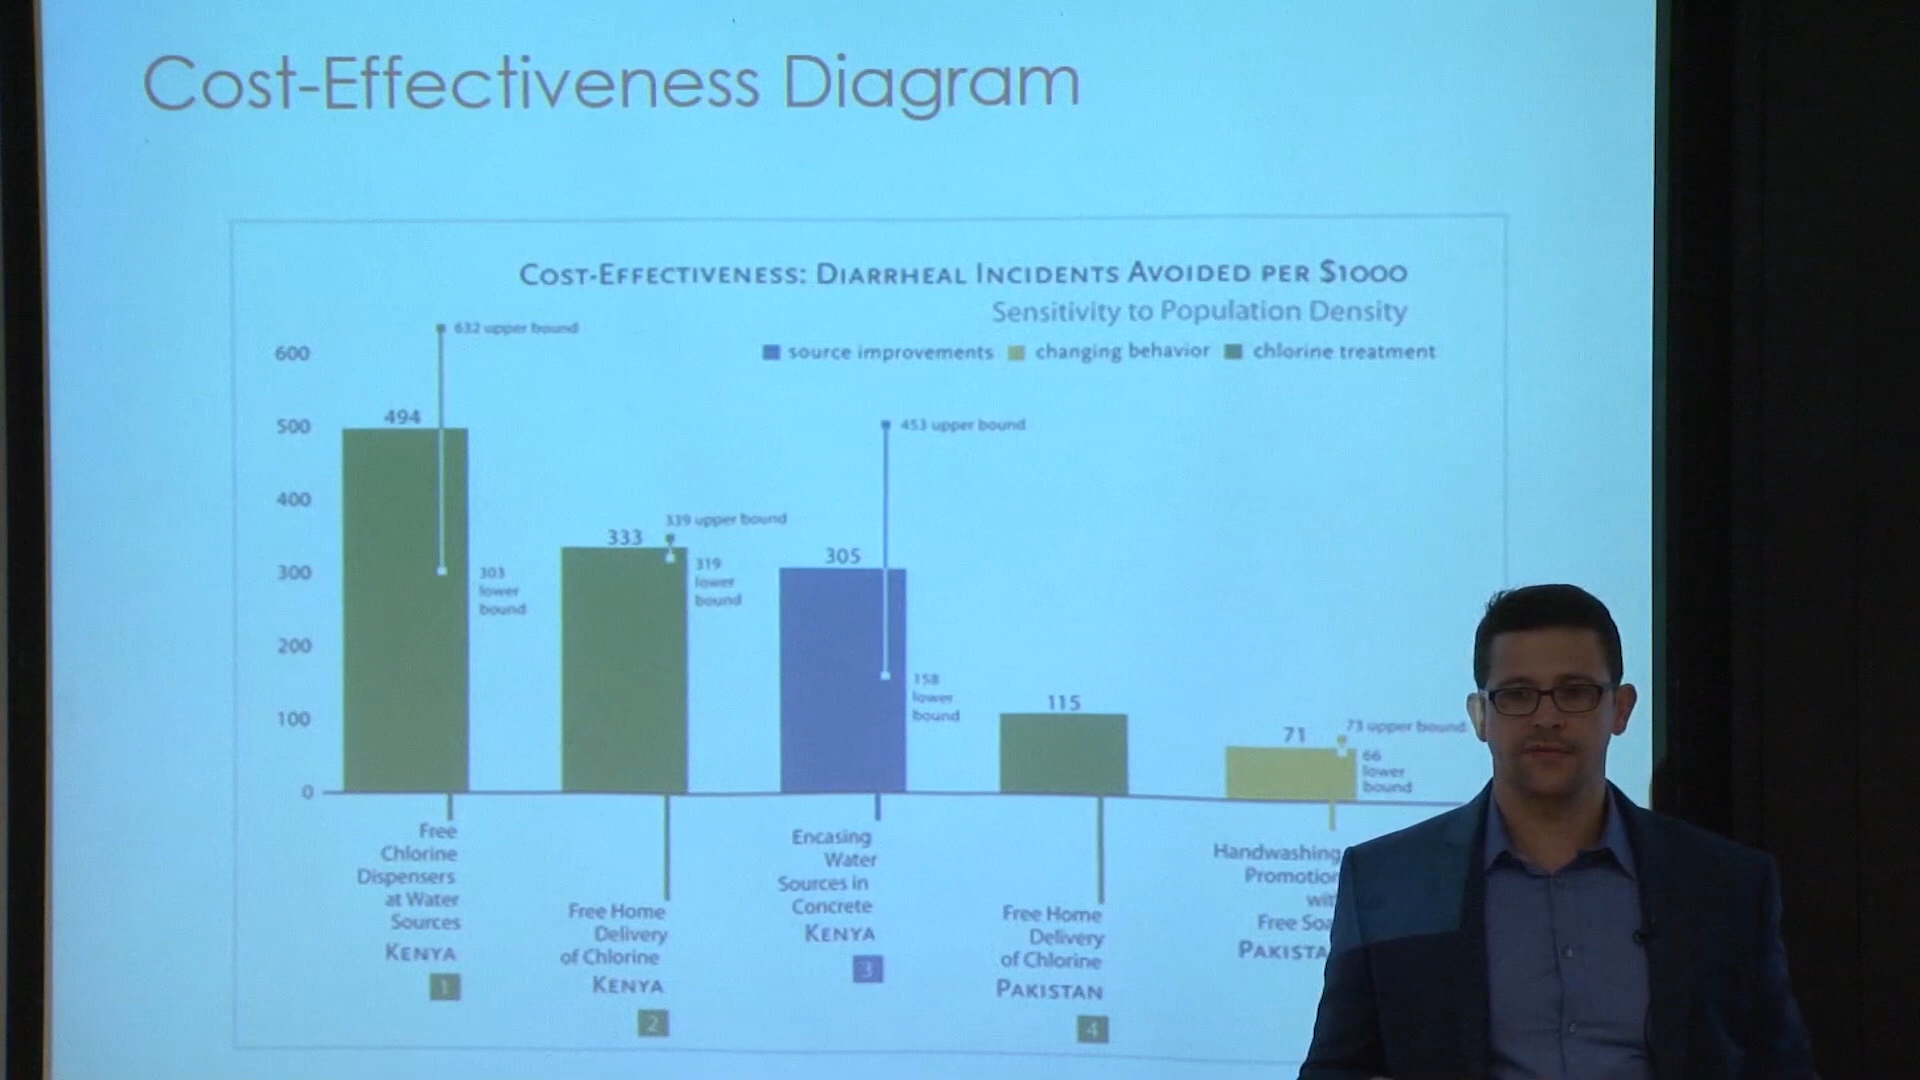 Cost-Effectiveness Diagram
COST-EFFECTIVENESS: DIARRHEAL INCIDENTS AVOIDED PER $1000
Sensitivity to Population Density
source improvements changing behavior chlorine treatment
600
500
400
300
200
100
0
494
632 upper bound
303
lower
bound
333
339 upper bound
319
lower
bound
305
453 upper bound
158
lower
bound
115
71
73 upper bound
66
lower
bound
Free
Chlorine
Dispensers
at Water
Sources
KENYA
1
Free Home
Delivery
of Chlorine
KENYA
2
Encasing
Water
Sources in
Concrete
KENYA
3
Free Home
Delivery
of Chlorine
PAKISTAN
4
Handwashing
Promotion
Free